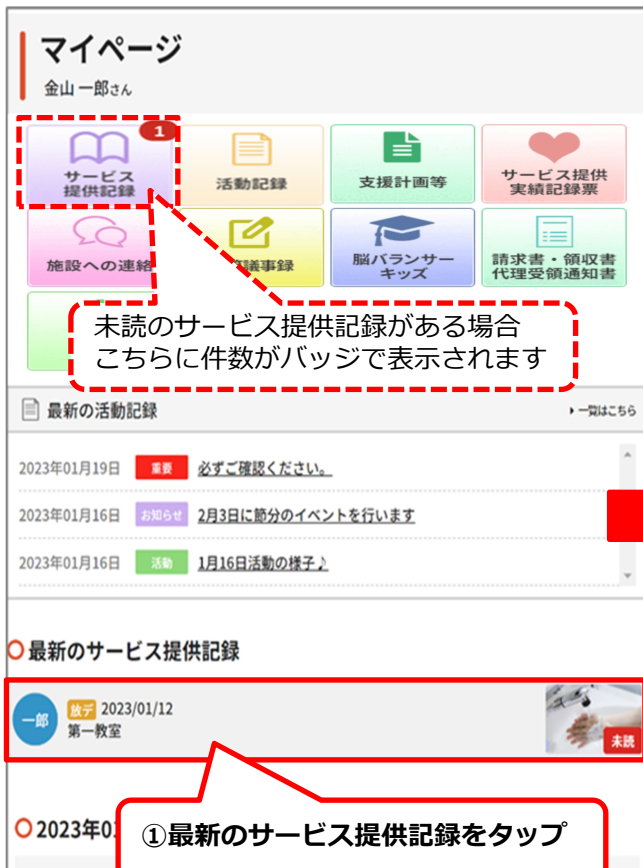 マイページ
金山 一郎さん
1
サービス
提供記録
活動記録
支援計画等
サービス提供
実績記録票
施設への連絡
議事録
脳バランサー
キッズ
請求書・領収書
代理受領通知書
未読のサービス提供記録がある場合
こちらに件数がバッジで表示されます
最新の活動記録
一覧はこちら
2023年01月19日 重要 必ずご確認ください。
2023年01月16日 お知らせ 2月3日に節分のイベントを行います
2023年01月16日 活動 1月16日活動の様子♪
最新のサービス提供記録
一郎
放デ 2023/01/12
第一教室
未読
2023年0
①最新のサービス提供記録をタップ